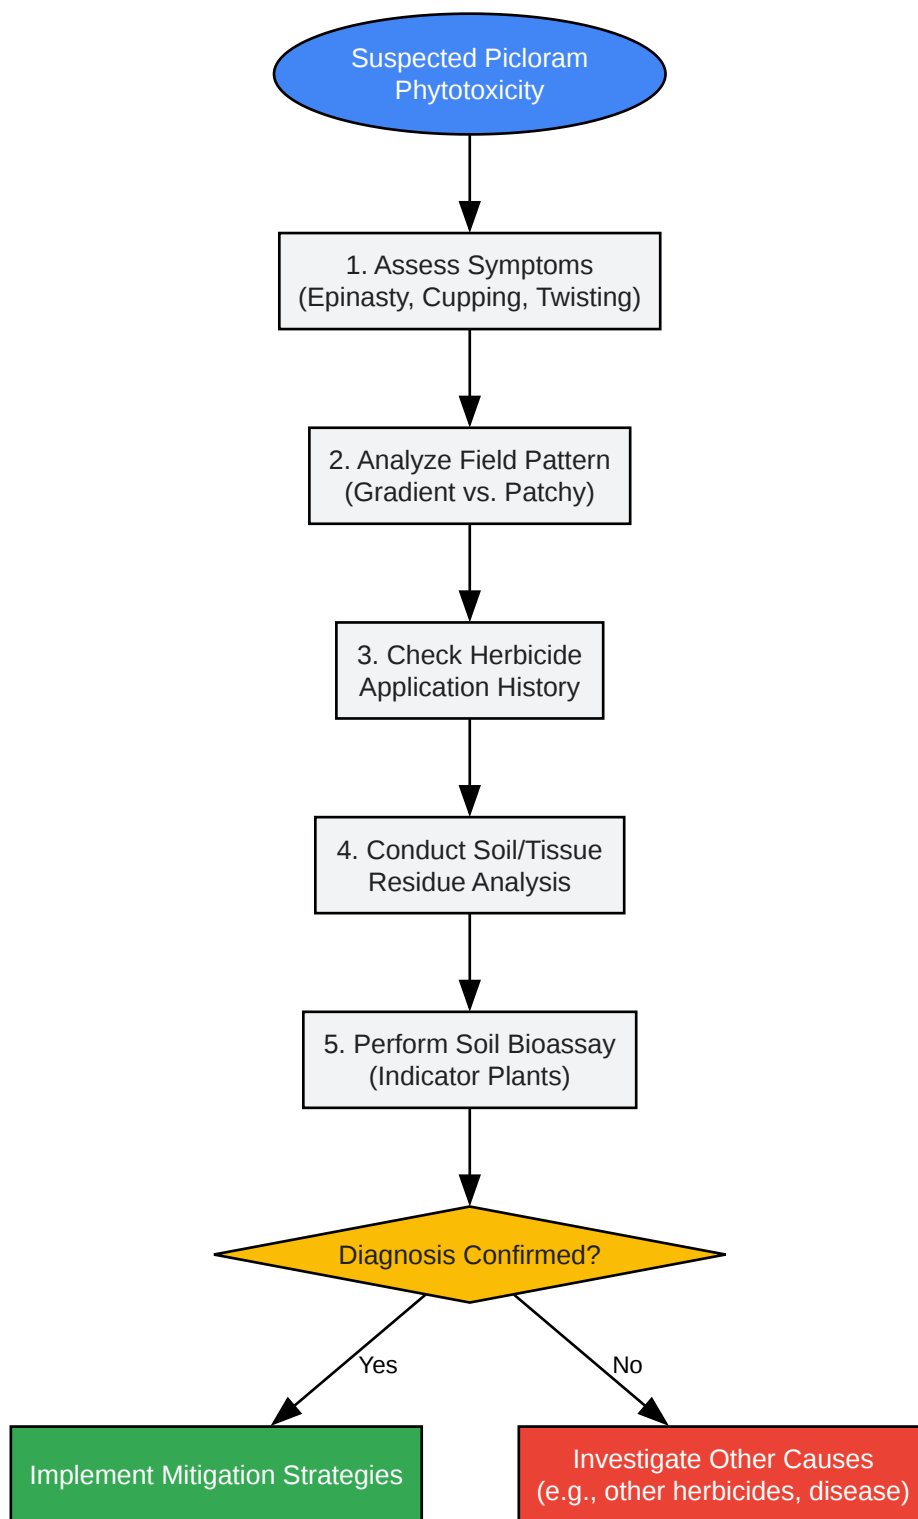 Suspected Picloram
Phytotoxicity
1. Assess Symptoms
(Epinasty, Cupping, Twisting)
2. Analyze Field Pattern
(Gradient vs. Patchy)
3. Check Herbicide
Application History
4. Conduct Soil/Tissue
Residue Analysis
5. Perform Soil Bioassay
(Indicator Plants)
Diagnosis Confirmed?
Yes
No
Implement Mitigation Strategies
Investigate Other Causes
(e.g., other herbicides, disease)